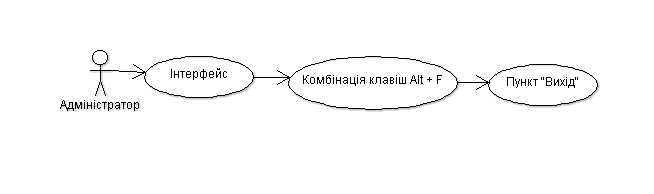 Інтерфейс
Комбінація клавіш Alt + F
Пункт "Вихід"
Адміністратор